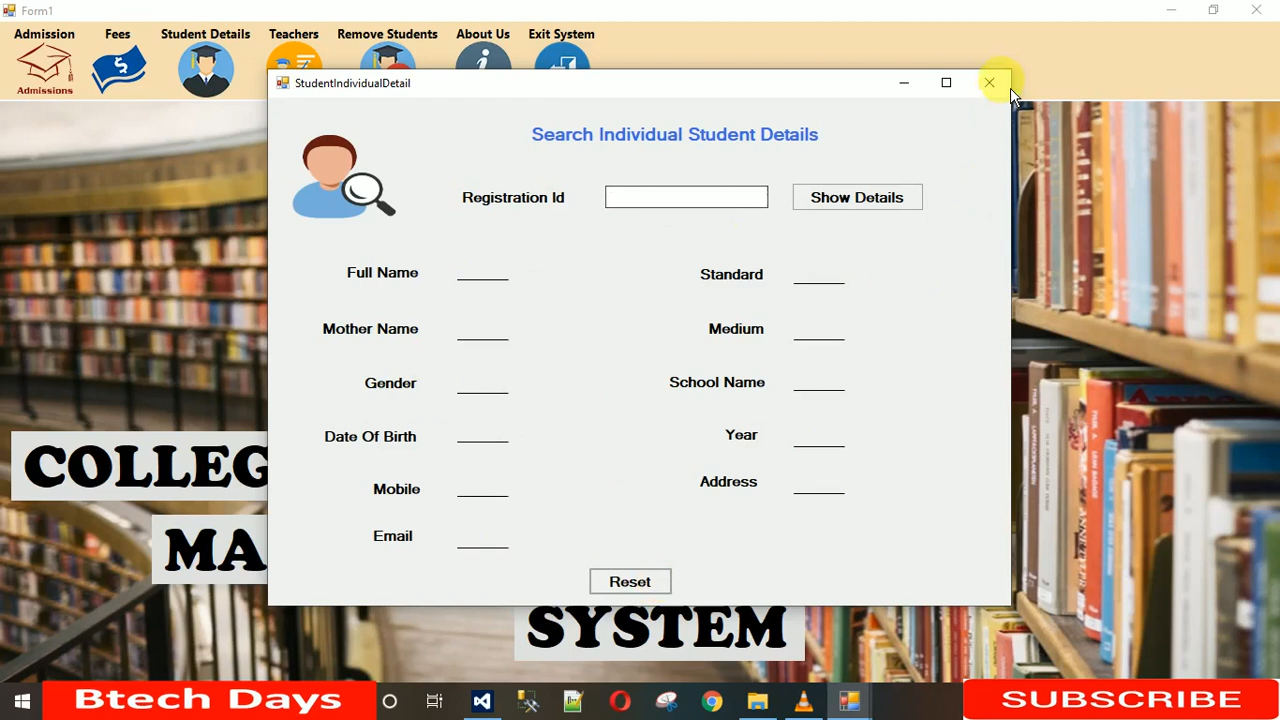 Form1
Admission Fees Student Details Teachers Remove Students About Us Exit System
Admissions
StudentIndividualDetail
Search Individual Student Details
Registration Id Show Details
Full Name Standard
Mother Name Medium
Gender School Name
Date Of Birth Year
Mobile Address
Email
Reset
COLLEG
MA
SYSTEM
Btech Days SUBSCRIBE